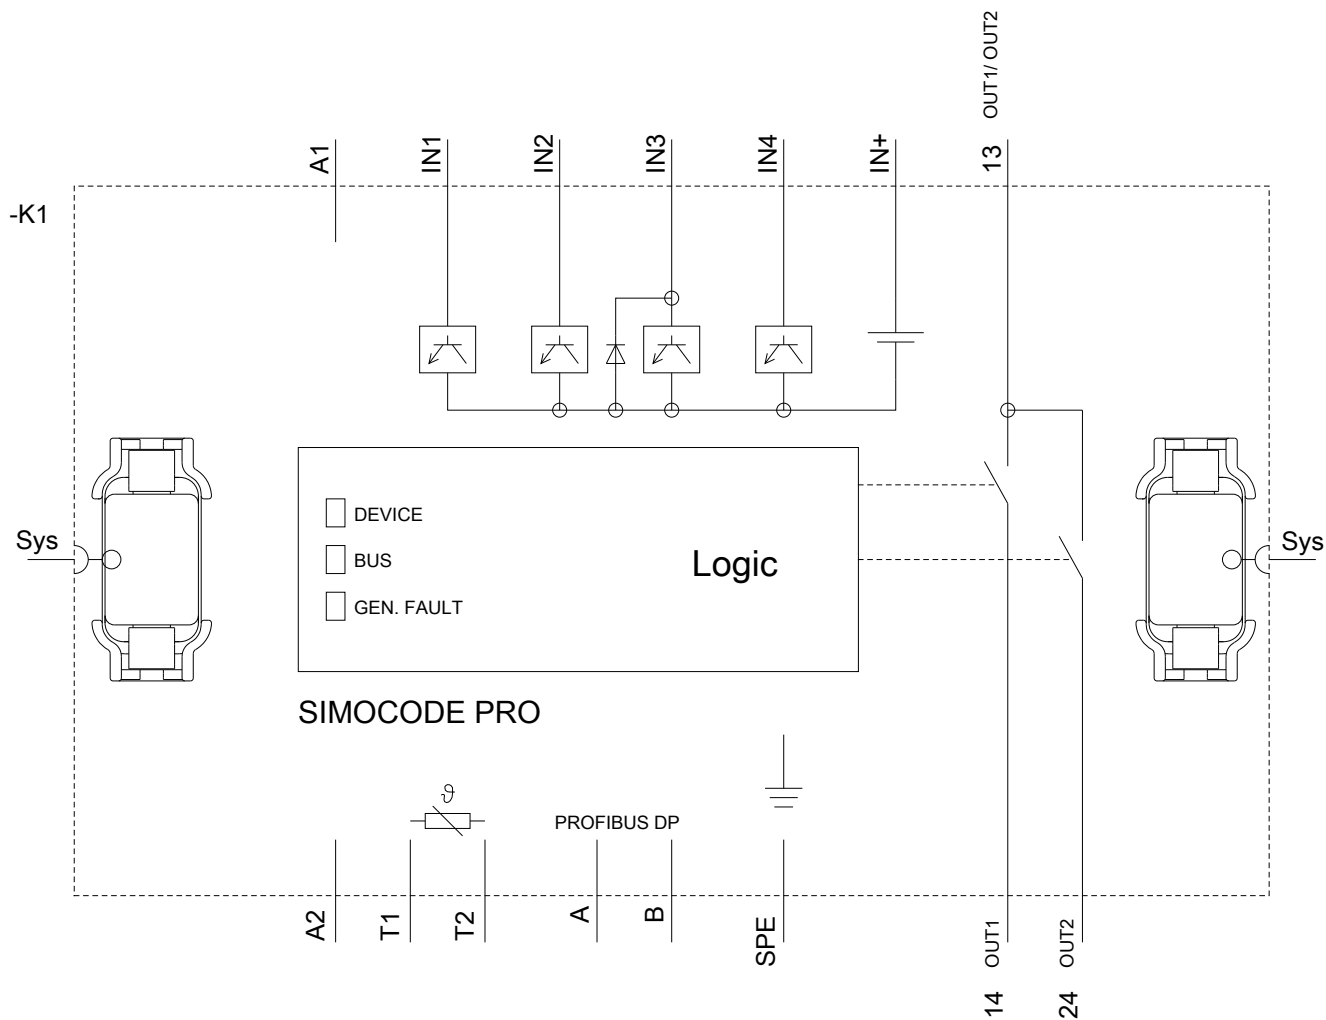 OUT1/ OUT2
A1
IN1
IN2
IN3
IN4
IN+
13
-K1
Sys
DEVICE
BUS
GEN. FAULT
Logic
Sys
SIMOCODE PRO
ϑ
PROFIBUS DP
A2
T1
T2
A
B
SPE
OUT1
OUT2
14
24